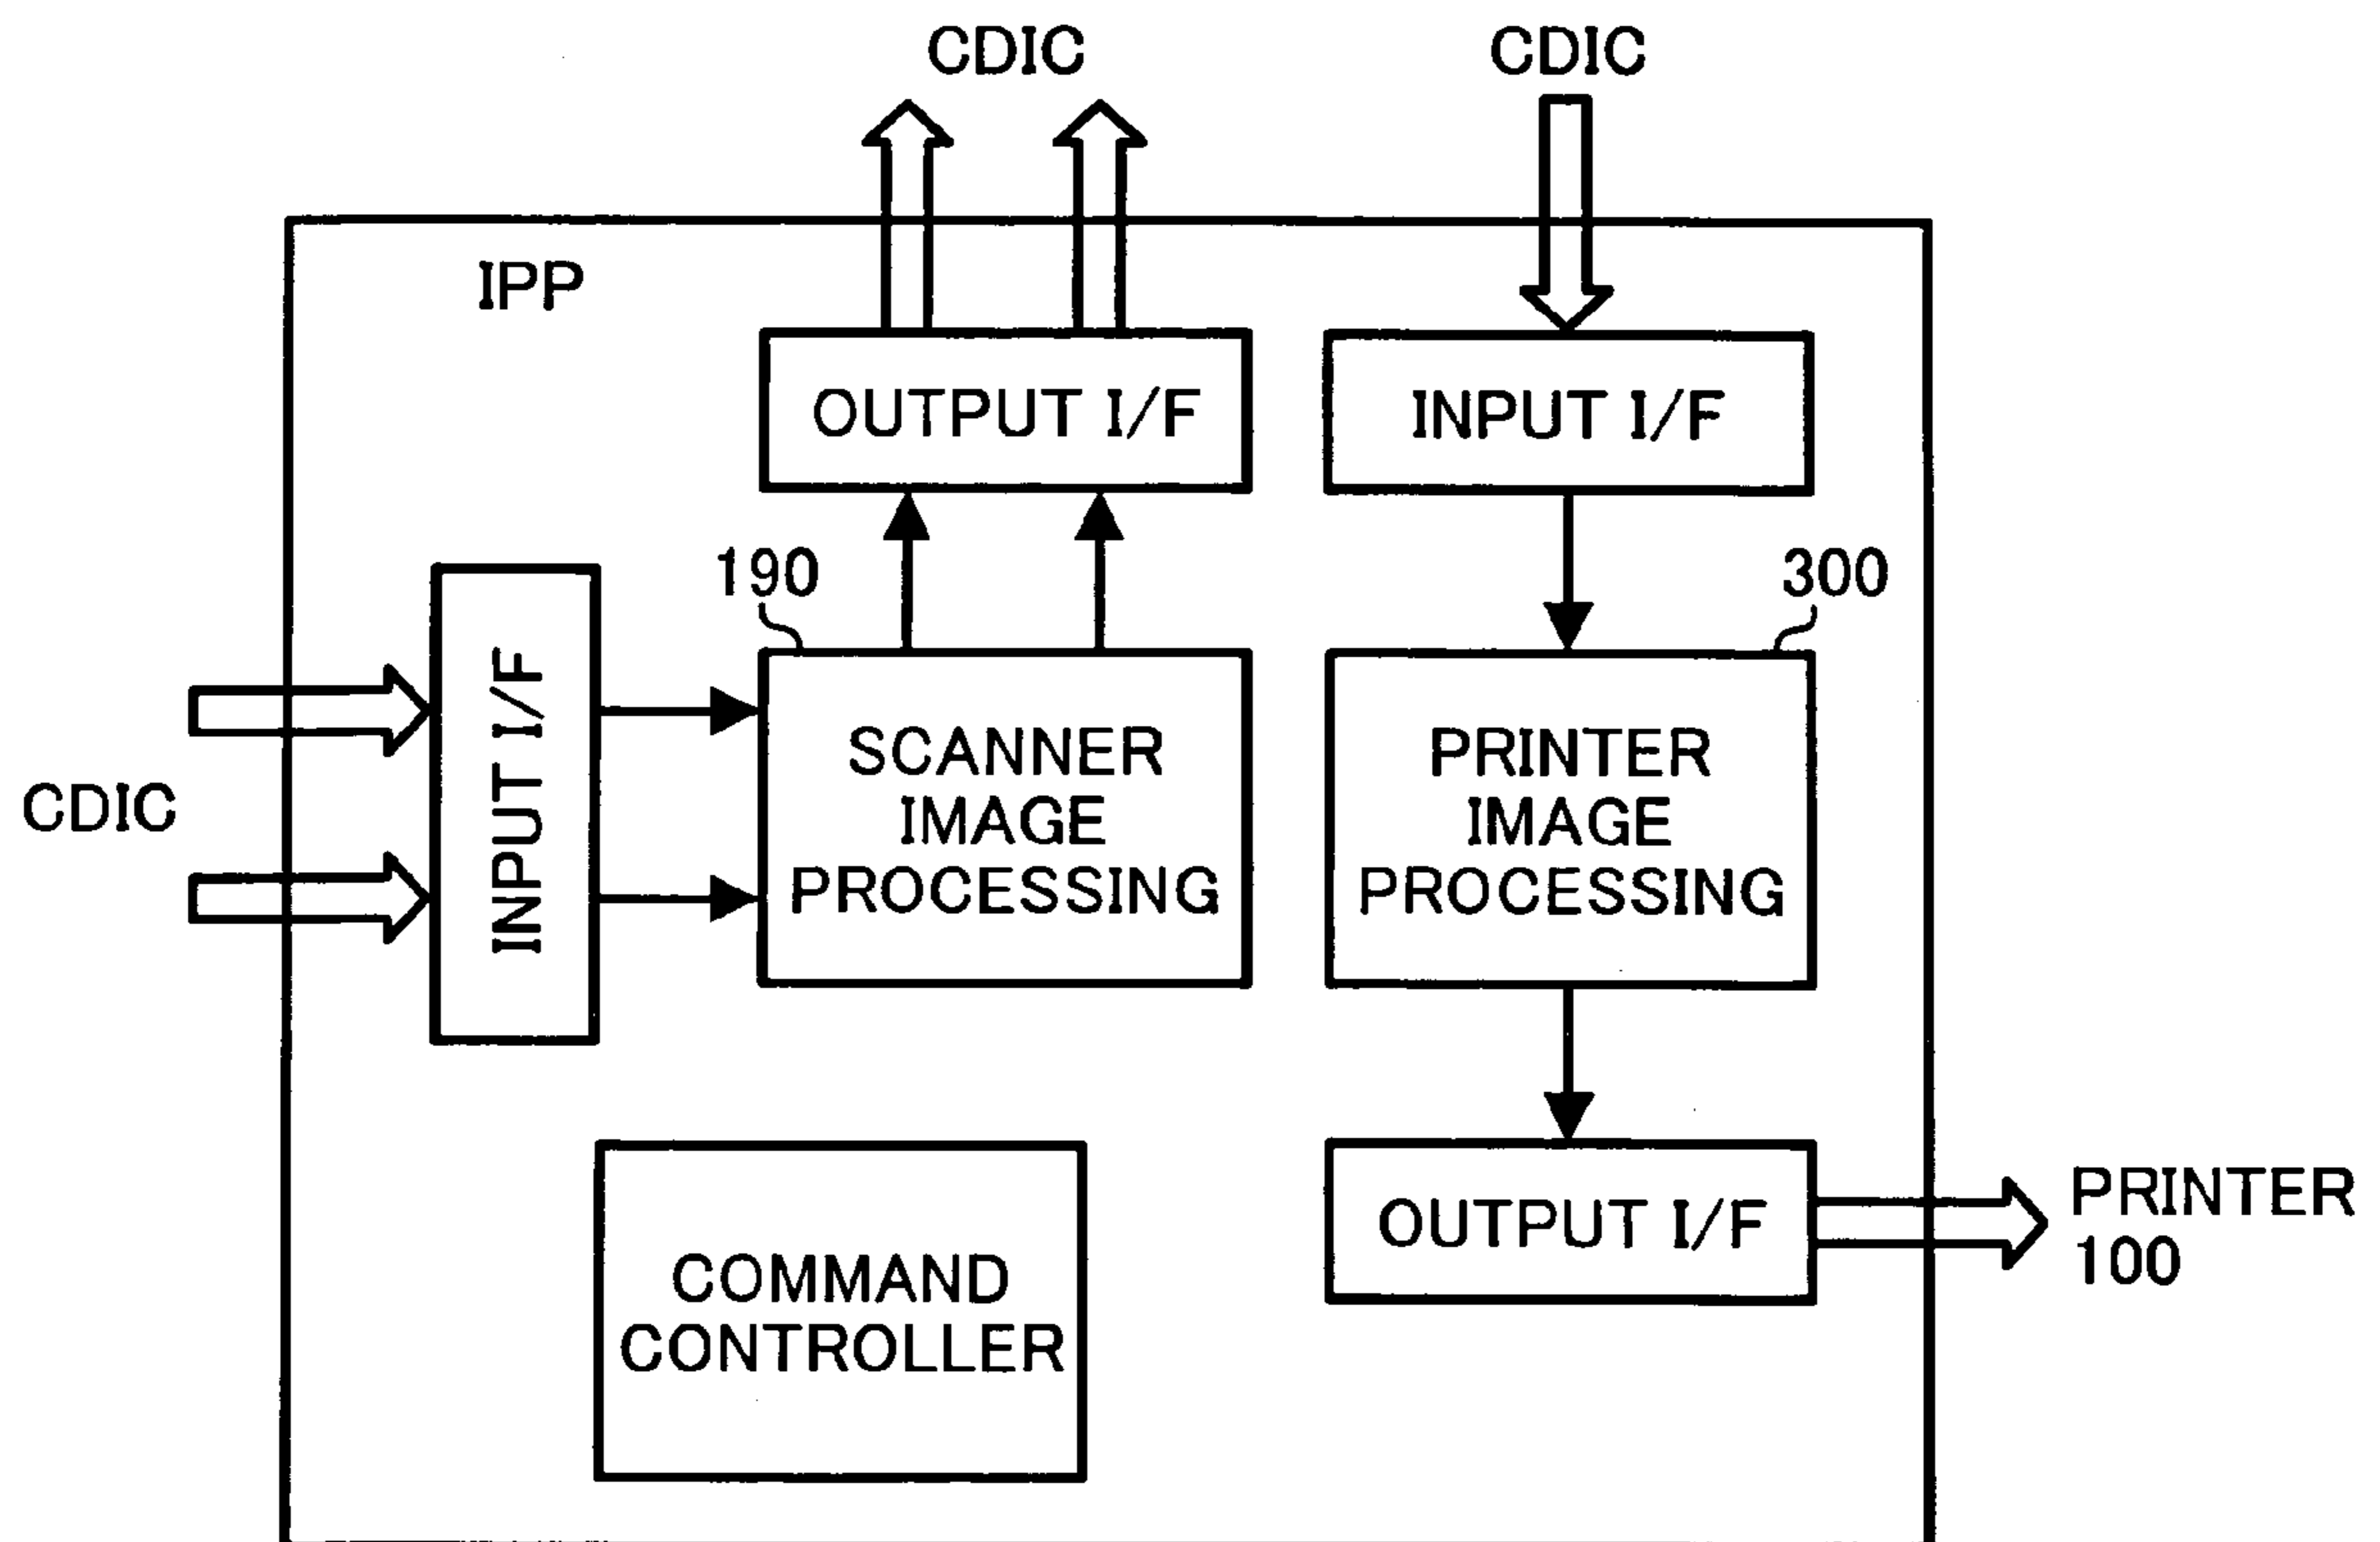 CDIC
CDIC
IPP
OUTPUT I/F
INPUT I/F
190
300
INPUT I/F
SCANNER
IMAGE
PROCESSING
PRINTER
IMAGE
PROCESSING
CDIC
COMMAND
CONTROLLER
OUTPUT I/F
PRINTER
100